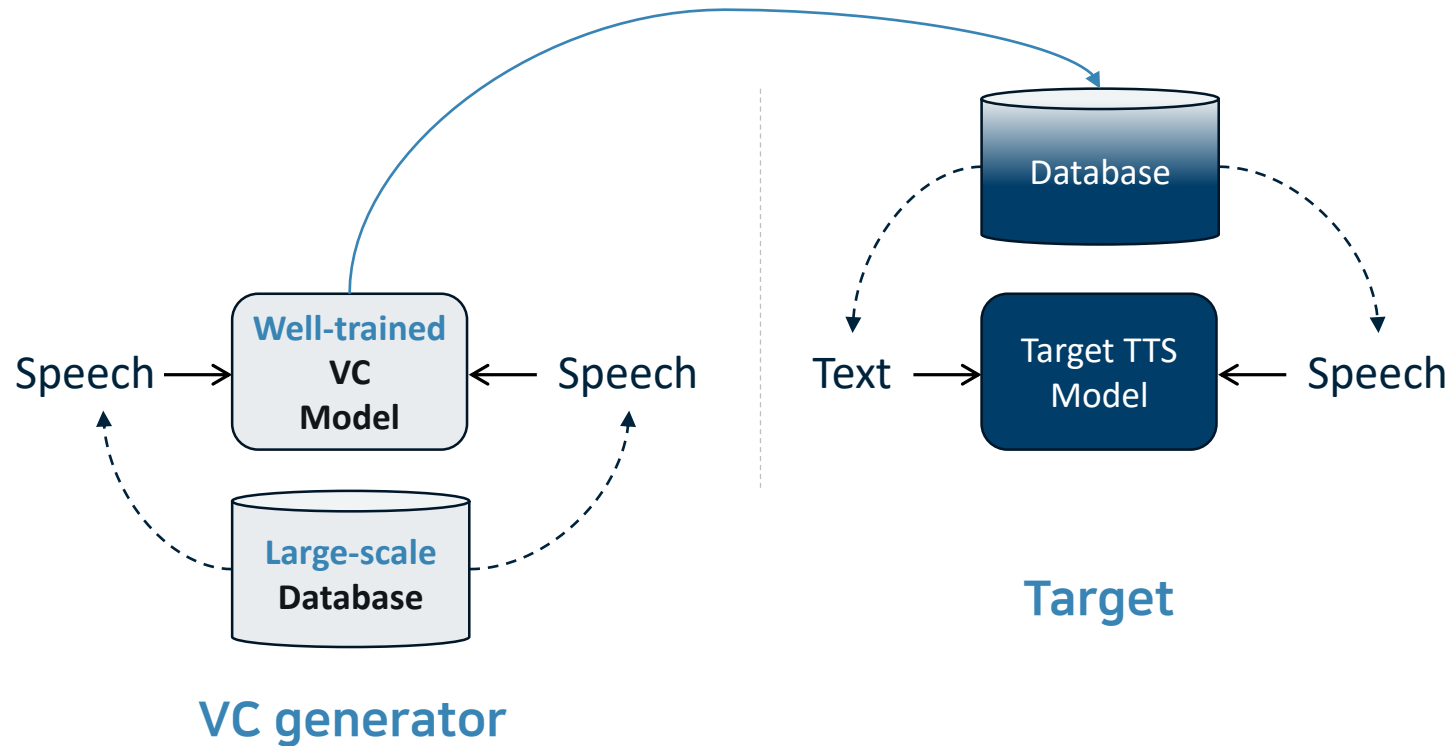 Database
Well-trained
VC
Model
Speech
Speech
Large-scale
Database
VC generator
Text
Target TTS
Model
Speech
Target